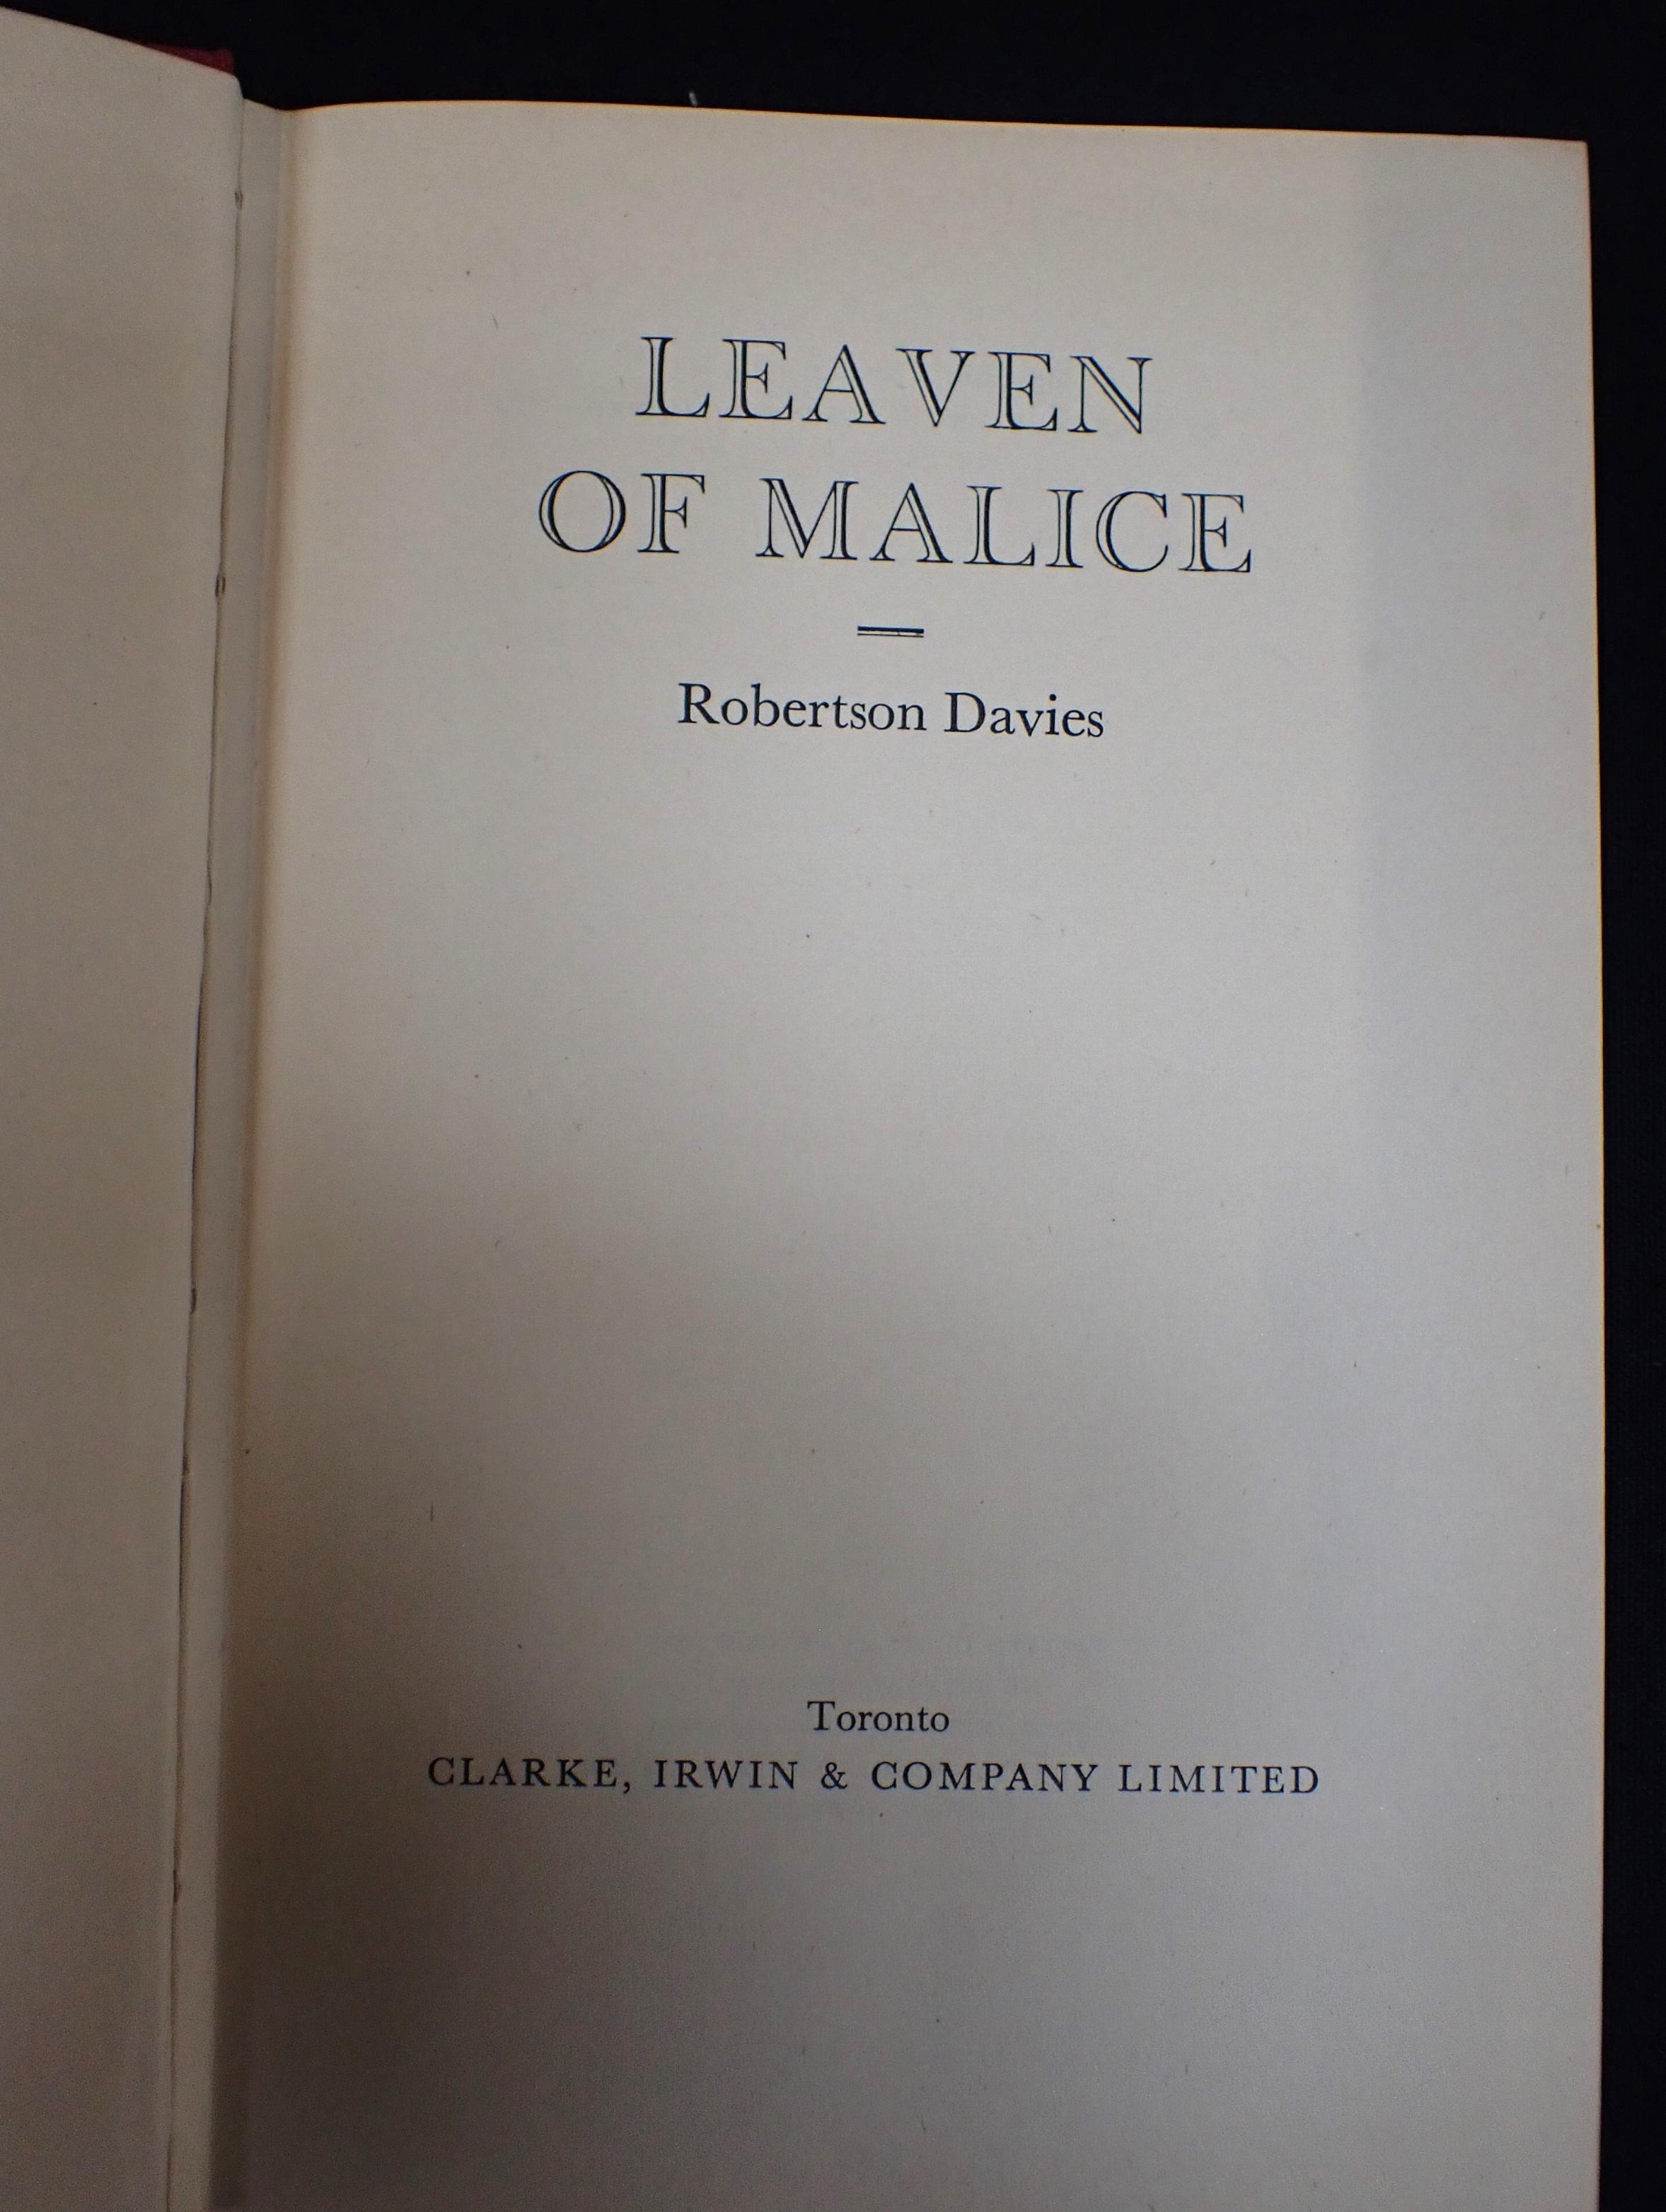 LEAVEN
OF MALICE
Robertson Davies
Toronto
CLARKE, IRWIN & COMPANY LIMITED